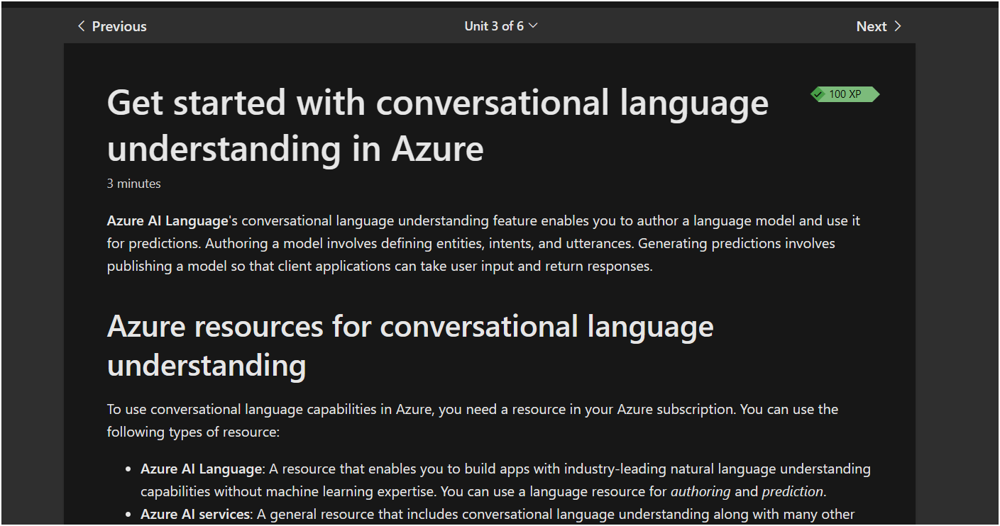 Previous
Unit 3 of 6
Next
Get started with conversational language
understanding in Azure
100 XP
3 minutes
Azure AI Language's conversational language understanding feature enables you to author a language model and use it
for predictions. Authoring a model involves defining entities, intents, and utterances. Generating predictions involves
publishing a model so that client applications can take user input and return responses.
Azure resources for conversational language
understanding
To use conversational language capabilities in Azure, you need a resource in your Azure subscription. You can use the
following types of resource:
• Azure AI Language: A resource that enables you to build apps with industry-leading natural language understanding
capabilities without machine learning expertise. You can use a language resource for authoring and prediction.
• Azure AI services: A general resource that includes conversational language understanding along with many other